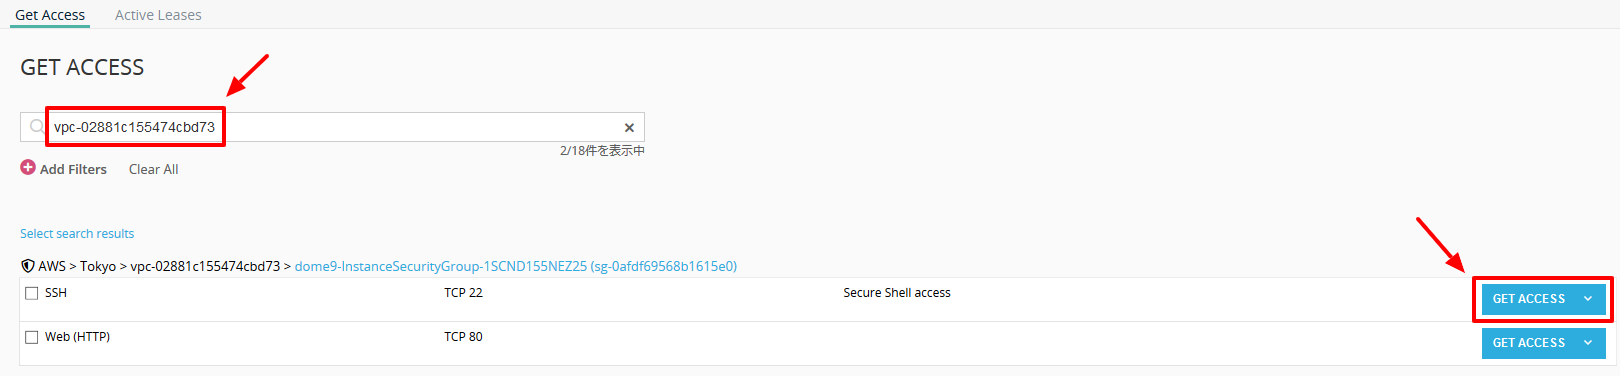 Get Access Active Leases
GET ACCESS
vpc-02881c155474cbd73
2/18件を表示中
Add Filters Clear All
Select search results
AWS > Tokyo > vpc-02881c155474cbd73 > dome9-InstanceSecurityGroup-1SCND155NEZ25 (sg-0afdf69568b1615e0)
SSH TCP 22 Secure Shell access GET ACCESS
Web (HTTP) TCP 80 GET ACCESS